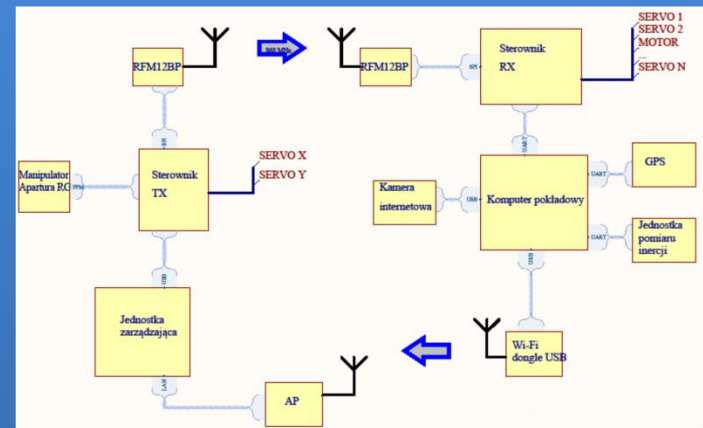 RFM12BP
RFM12BP
Sterownik
RX
SERVO 1
SERVO 2
MOTOR
...
SERVO N
SPI
SPI
UART
Manipulator
Apartura RC
PPM
Sterownik
TX
SERVO X
SERVO Y
Kamera
internetowa
USB
Komputer pokładowy
UART
GPS
UART
Jednostka
pomiaru
inercji
USB
USB
Jednostka
zarządzająca
LAN
AP
Wi-Fi
dongle USB